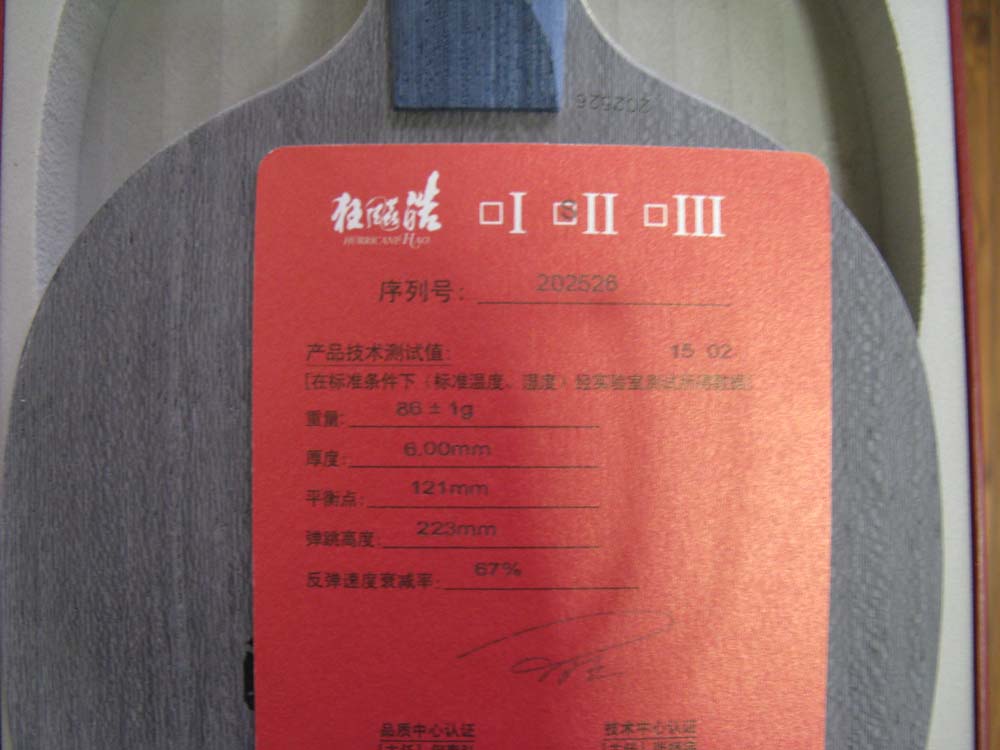 202526
狂飚皓 □I □SII □III
HURRICANE HAO
序列号: 202526
产品技术测试值: 15 02
[在标准条件下(标准温度、湿度)经实验室测试所得数据]
重量: 86±1g
厚度: 6.00mm
平衡点: 121mm
弹跳高度: 223mm
反弹速度衰减率: 67%
品质中心认证 技术中心认证